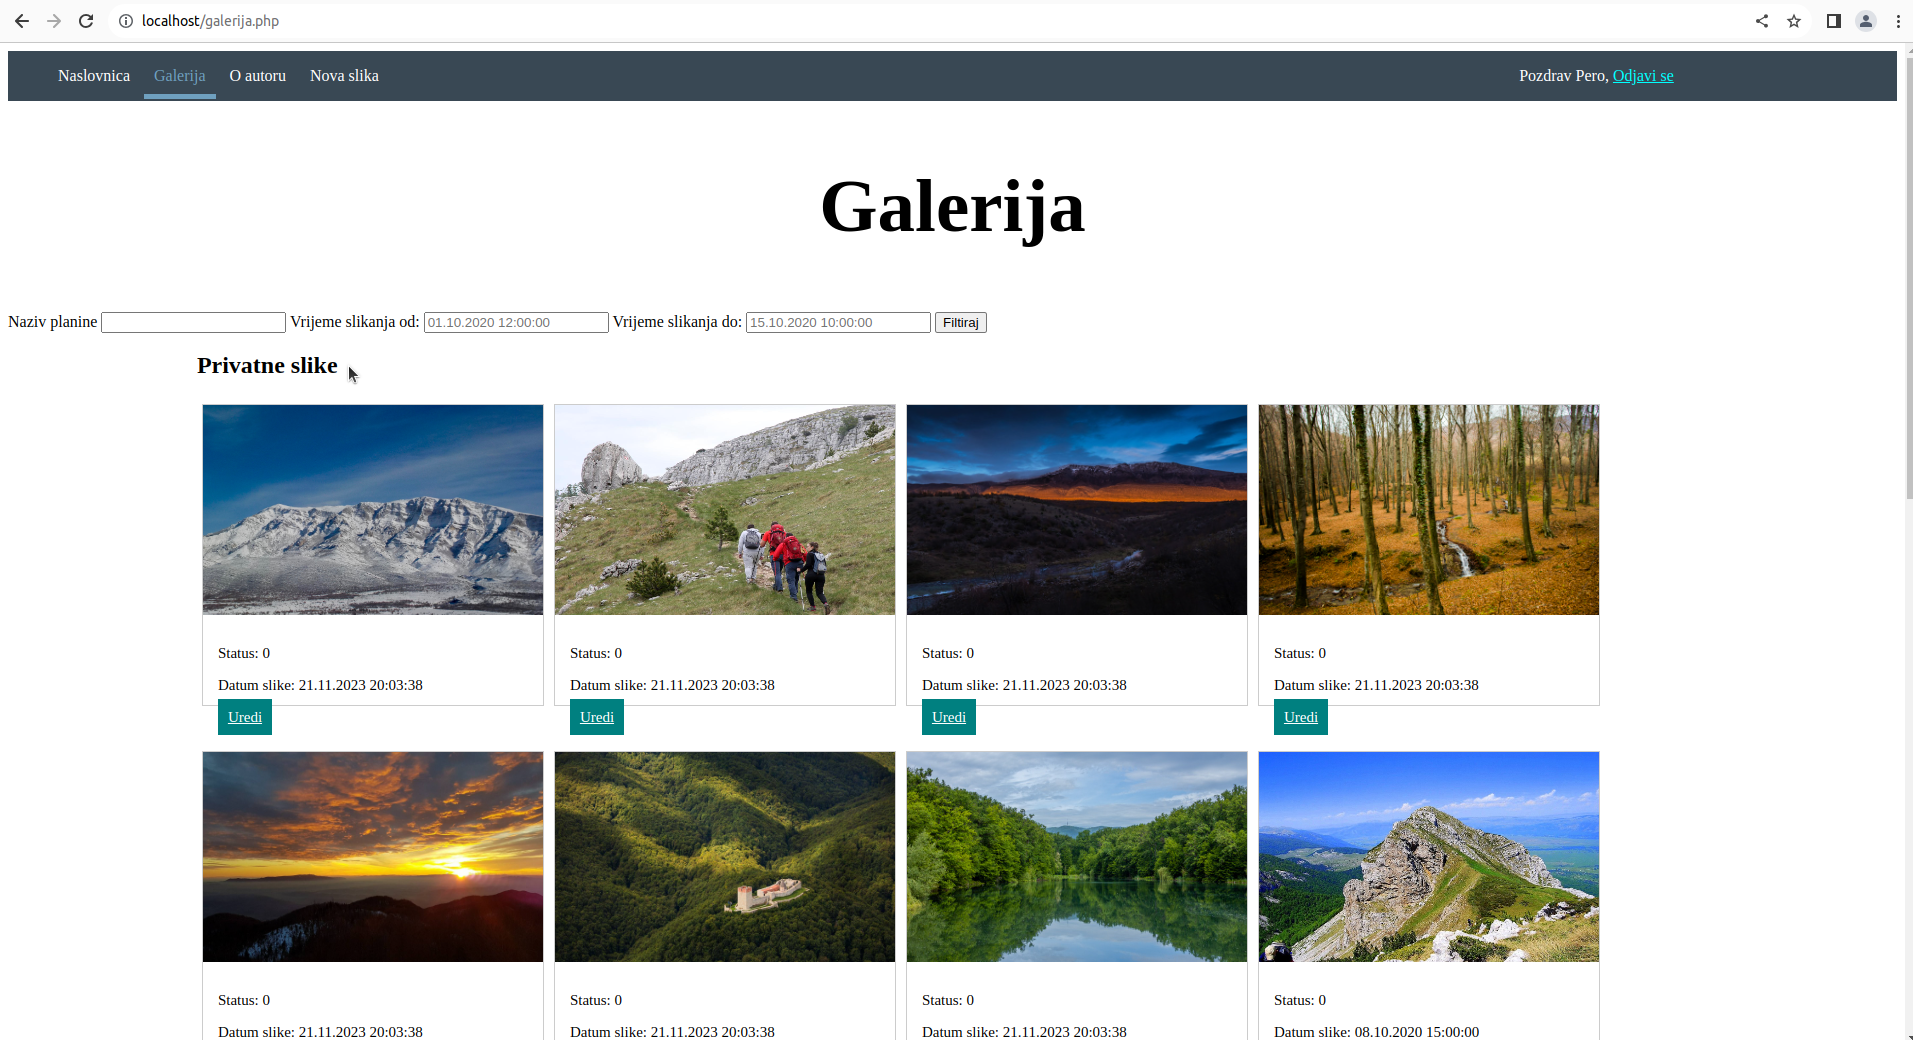 localhost/galerija.php
Naslovnica Galerija O autoru Nova slika Pozdrav Pero, Odjavi se
Galerija
Naziv planine Vrijeme slikanja od: 01.10.2020 12:00:00 Vrijeme slikanja do: 15.10.2020 10:00:00 Filtiraj
Privatne slike
Status: 0 Status: 0 Status: 0 Status: 0
Datum slike: 21.11.2023 20:03:38 Datum slike: 21.11.2023 20:03:38 Datum slike: 21.11.2023 20:03:38 Datum slike: 21.11.2023 20:03:38
Uredi Uredi Uredi Uredi
Status: 0 Status: 0 Status: 0 Status: 0
Datum slike: 21.11.2023 20:03:38 Datum slike: 21.11.2023 20:03:38 Datum slike: 21.11.2023 20:03:38 Datum slike: 08.10.2020 15:00:00